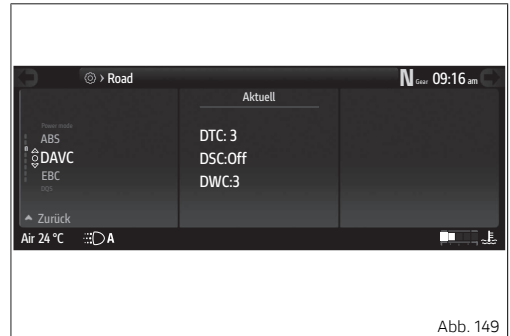 Road
N Gear 09:16 am
Power mode
ABS
DAVC
EBC
DQS
Zurück
Aktuell
DTC: 3
DSC:Off
DWC:3
Air 24 °C
A
Abb. 149